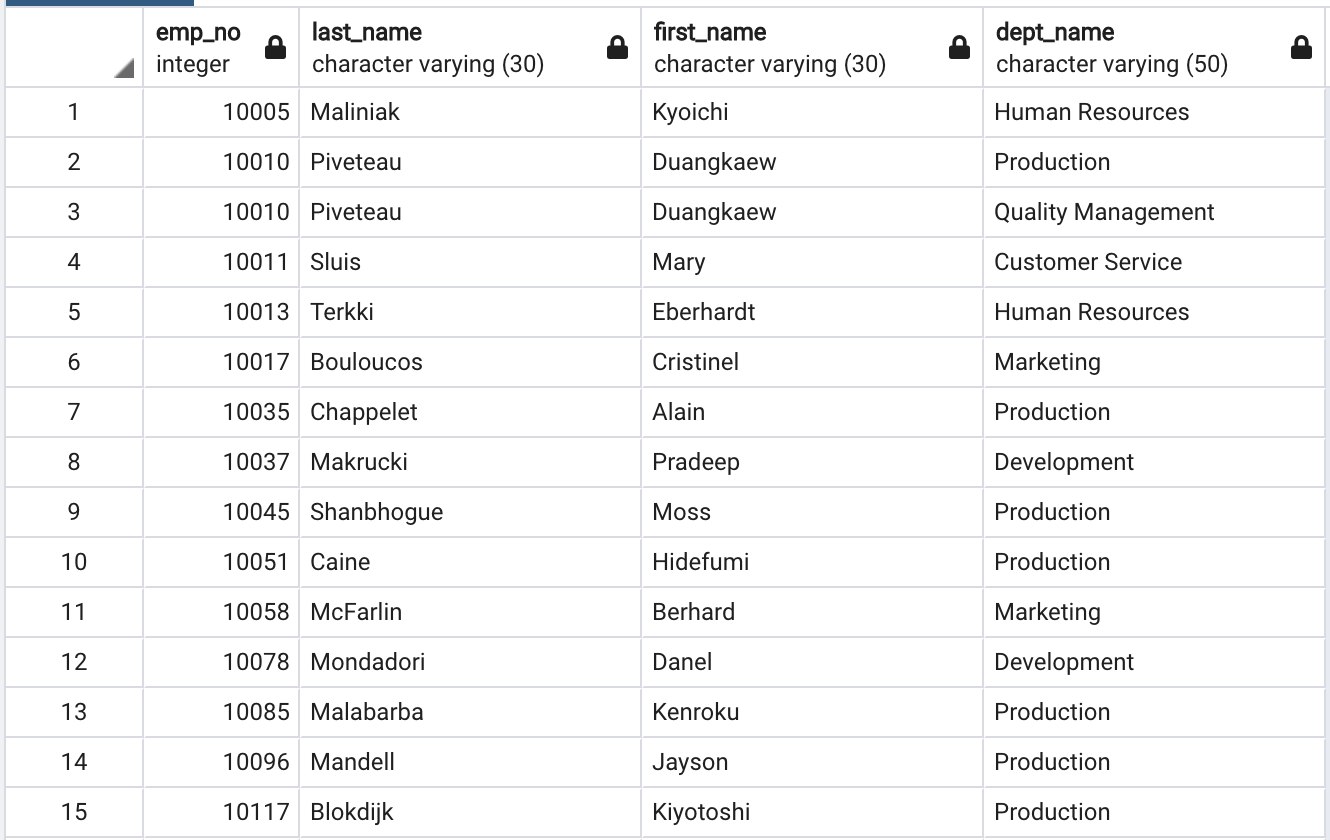 emp_no last_name first_name dept_name
integer character varying (30) character varying (30) character varying (50)
1 10005 Maliniak Kyoichi Human Resources
2 10010 Piveteau Duangkaew Production
3 10010 Piveteau Duangkaew Quality Management
4 10011 Sluis Mary Customer Service
5 10013 Terkki Eberhardt Human Resources
6 10017 Bouloucos Cristinel Marketing
7 10035 Chappelet Alain Production
8 10037 Makrucki Pradeep Development
9 10045 Shanbhogue Moss Production
10 10051 Caine Hidefumi Production
11 10058 McFarlin Berhard Marketing
12 10078 Mondadori Danel Development
13 10085 Malabarba Kenroku Production
14 10096 Mandell Jayson Production
15 10117 Blokdijk Kiyotoshi Production